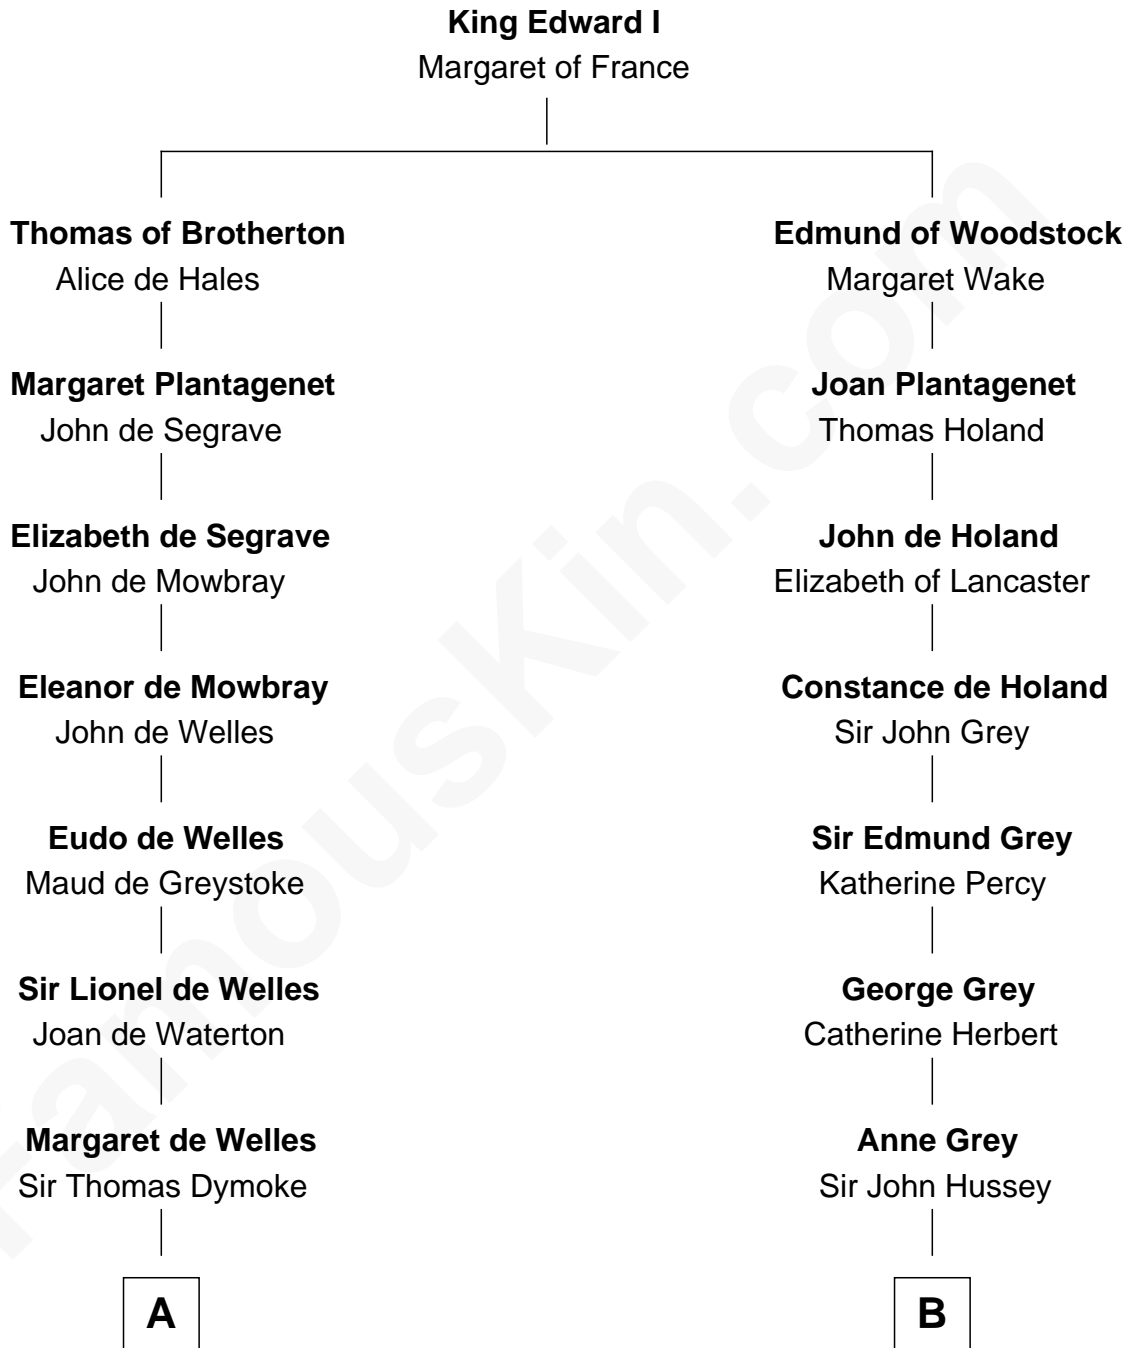 King Edward I
Margaret of France
Thomas of Brotherton
Alice de Hales
Edmund of Woodstock
Margaret Wake
Margaret Plantagenet
John de Segrave
Joan Plantagenet
Thomas Holand
Elizabeth de Segrave
John de Mowbray
John de Holand
Elizabeth of Lancaster
Eleanor de Mowbray
John de Welles
Constance de Holand
Sir John Grey
Eudo de Welles
Maud de Greystoke
Sir Edmund Grey
Katherine Percy
Sir Lionel de Welles
Joan de Waterton
George Grey
Catherine Herbert
Margaret de Welles
Sir Thomas Dymoke
Anne Grey
Sir John Hussey
A
B
FamousKin.com